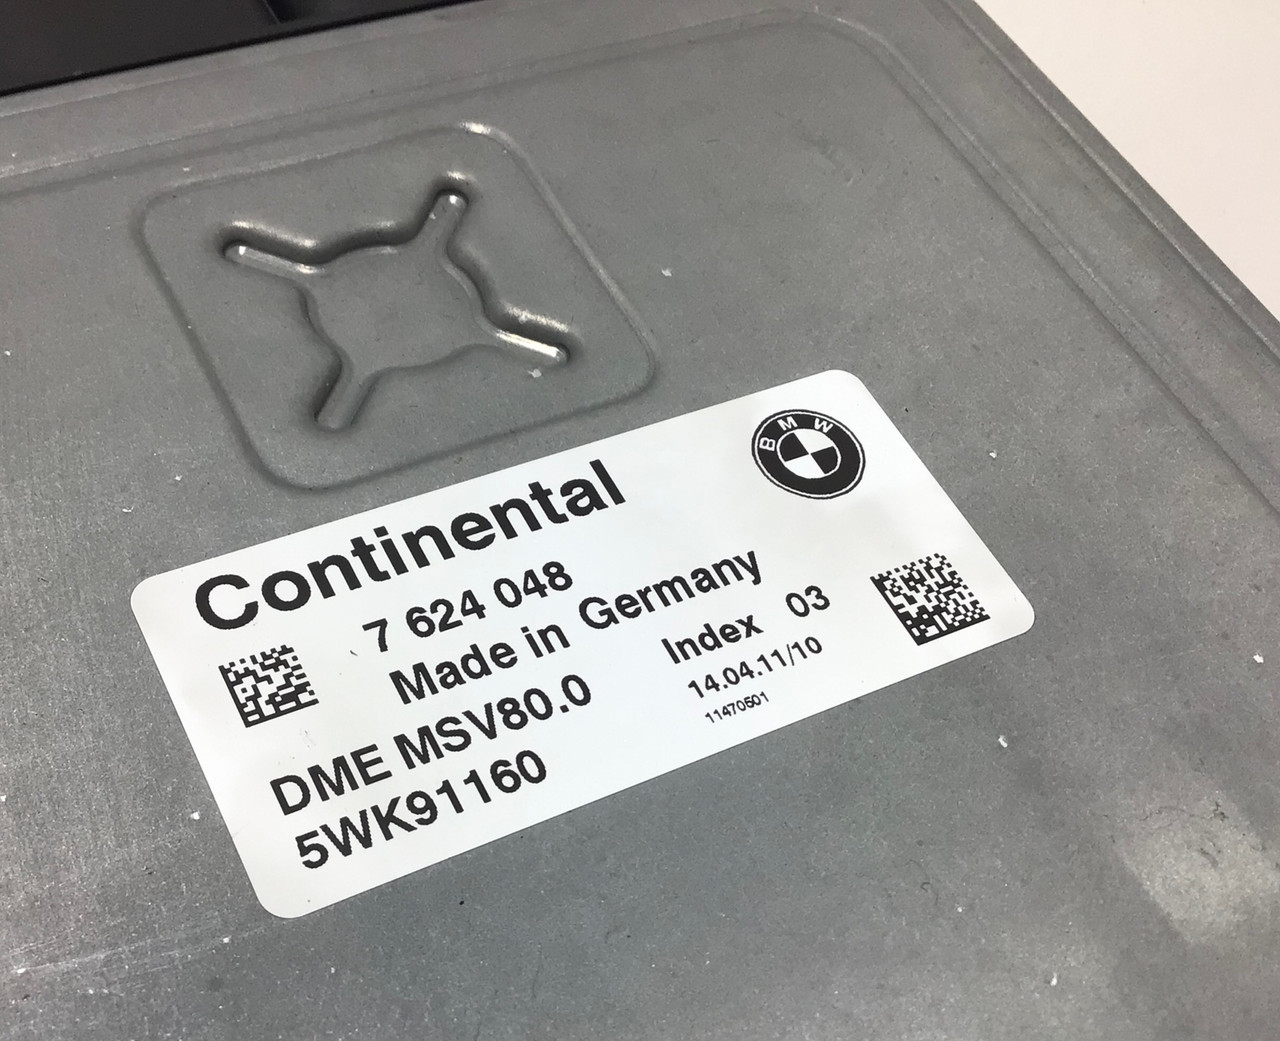 BMW
Continental
7 624 048
Made in Germany
DME MSV80.0
5WK91160
Index 03
14.04.11/10
11470601